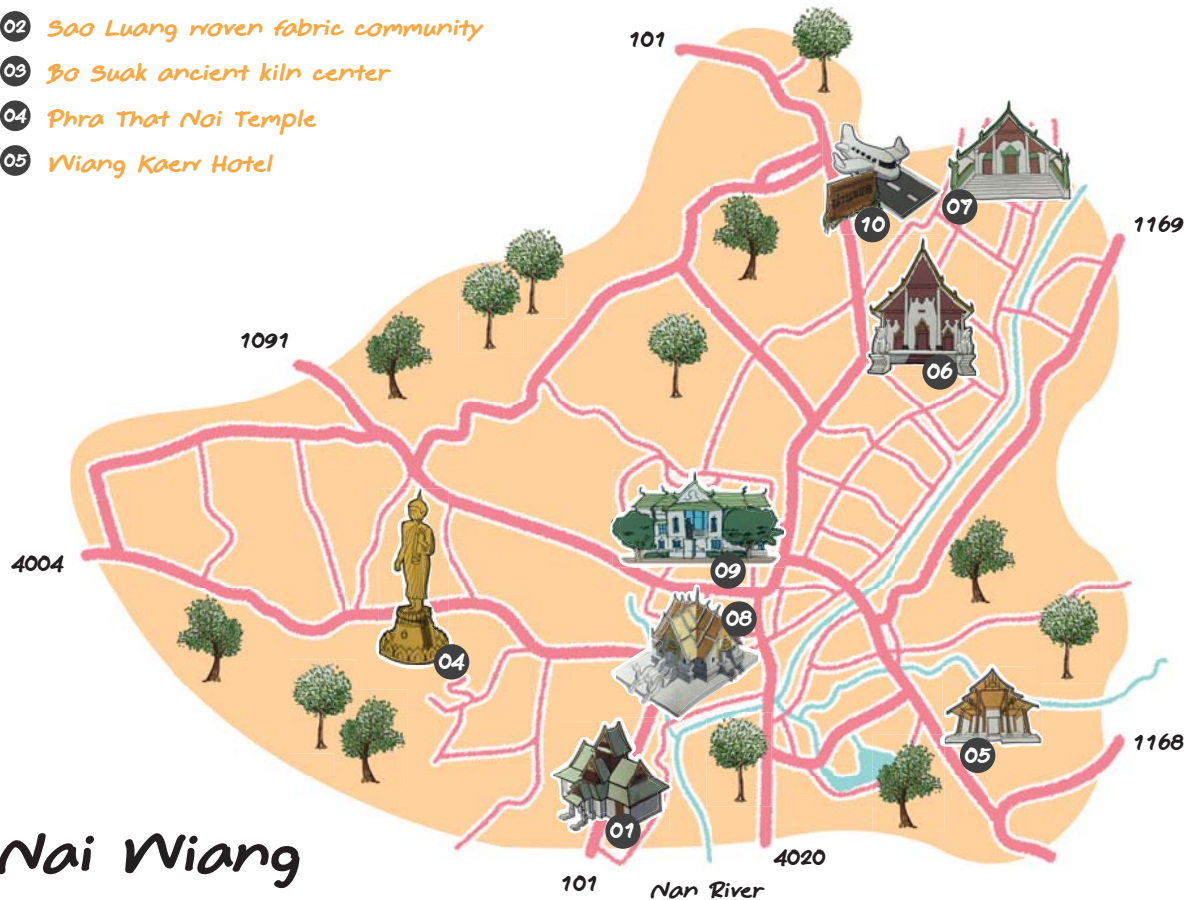 02 Sao Luang woven fabric community
03 Bo Suak ancient kiln center
04 Phra That Noi Temple
05 Wiang Kaew Hotel
101
10
07
1169
06
1091
09
4004
08
04
05
1168
01
Nai Wiang
4020
101
Nan River